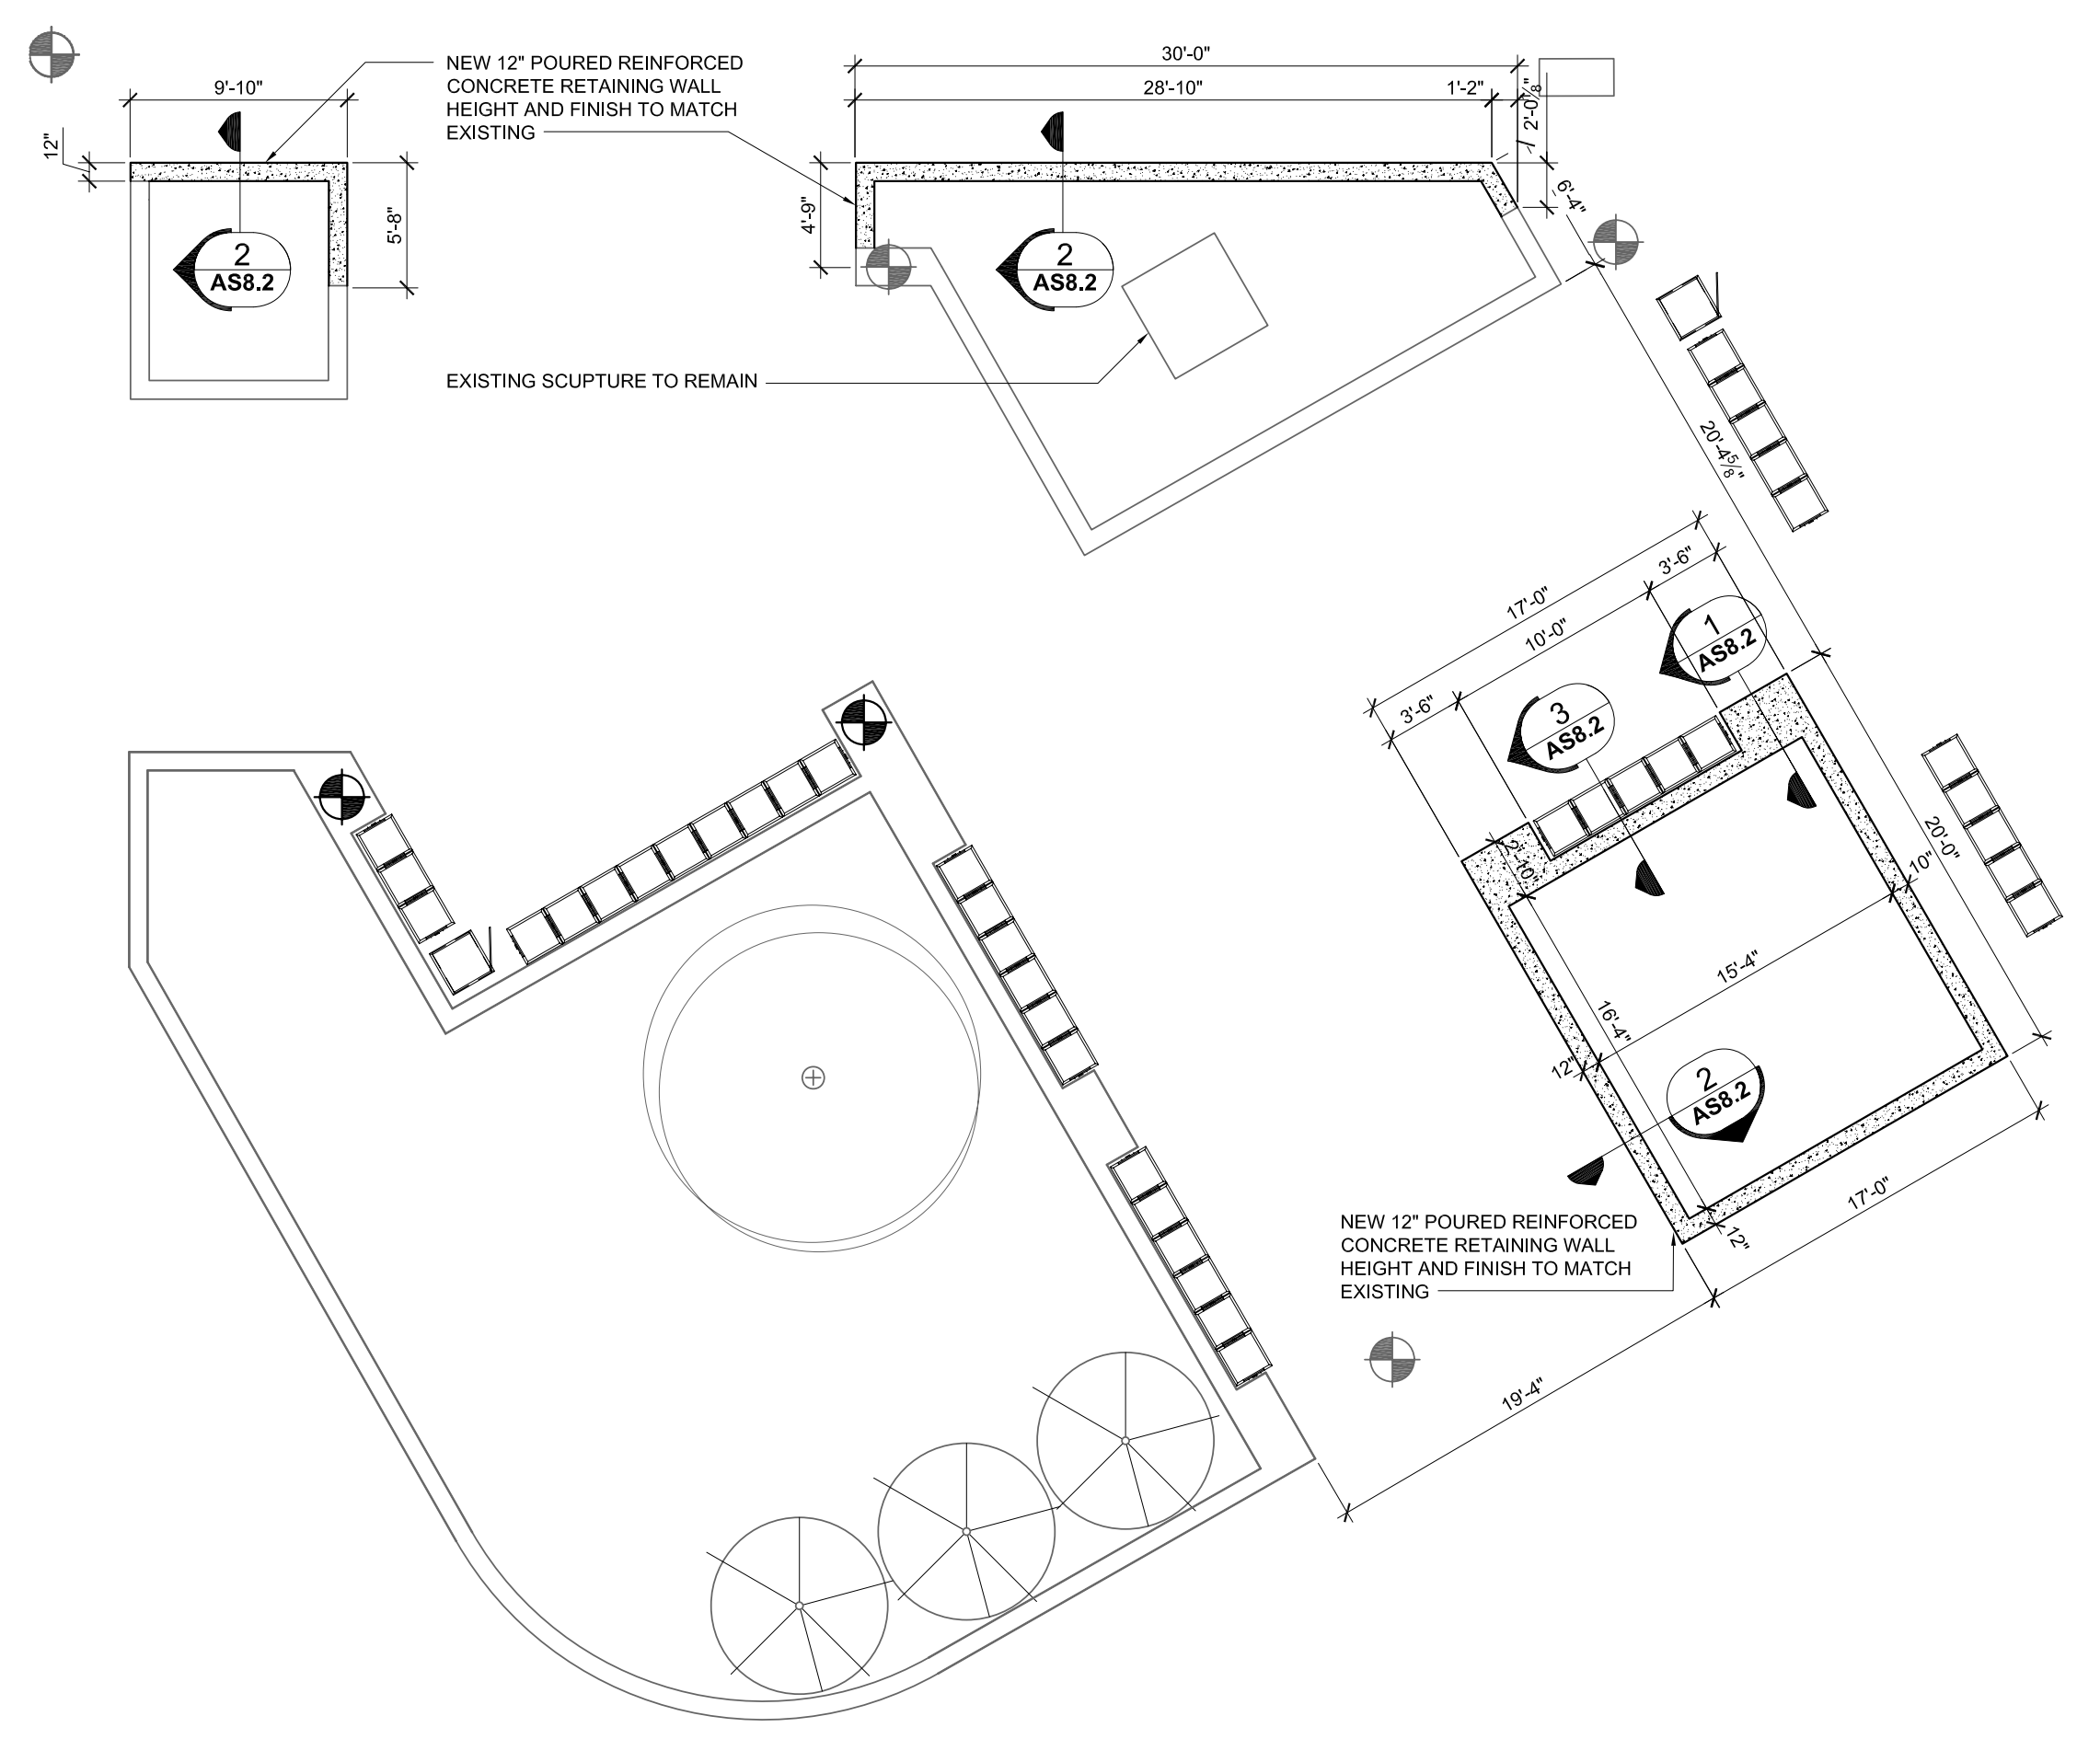 30'-0"
9'-10"
NEW 12" POURED REINFORCED
CONCRETE RETAINING WALL
HEIGHT AND FINISH TO MATCH
EXISTING
28'-10"
1'-2"
2'-0⅛"
12"
5'-8"
4'-9"
6'-4"
2
AS8.2
2
AS8.2
EXISTING SCUPTURE TO REMAIN
20'-4⅝"
17'-0"
3'-6"
10'-0"
3'-6"
1
AS8.2
3
AS8.2
2'-10"
20'-0"
10"
15'-4"
16'-4"
12"
2
AS8.2
17'-0"
12"
NEW 12" POURED REINFORCED
CONCRETE RETAINING WALL
HEIGHT AND FINISH TO MATCH
EXISTING
19'-4"